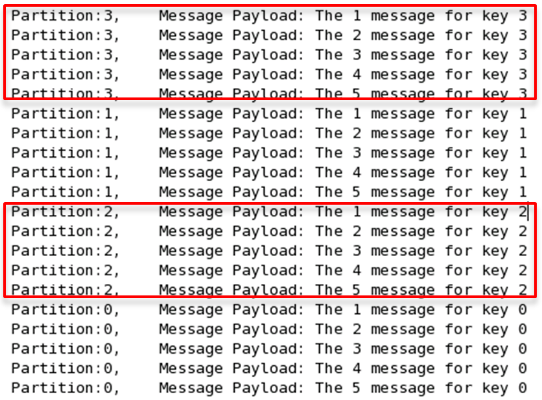 Partition:3,    Message Payload: The 1 message for key 3
Partition:3,    Message Payload: The 2 message for key 3
Partition:3,    Message Payload: The 3 message for key 3
Partition:3,    Message Payload: The 4 message for key 3
Partition:3,    Message Payload: The 5 message for key 3
Partition:1,    Message Payload: The 1 message for key 1
Partition:1,    Message Payload: The 2 message for key 1
Partition:1,    Message Payload: The 3 message for key 1
Partition:1,    Message Payload: The 4 message for key 1
Partition:1,    Message Payload: The 5 message for key 1
Partition:2,    Message Payload: The 1 message for key 2
Partition:2,    Message Payload: The 2 message for key 2
Partition:2,    Message Payload: The 3 message for key 2
Partition:2,    Message Payload: The 4 message for key 2
Partition:2,    Message Payload: The 5 message for key 2
Partition:0,    Message Payload: The 1 message for key 0
Partition:0,    Message Payload: The 2 message for key 0
Partition:0,    Message Payload: The 3 message for key 0
Partition:0,    Message Payload: The 4 message for key 0
Partition:0,    Message Payload: The 5 message for key 0